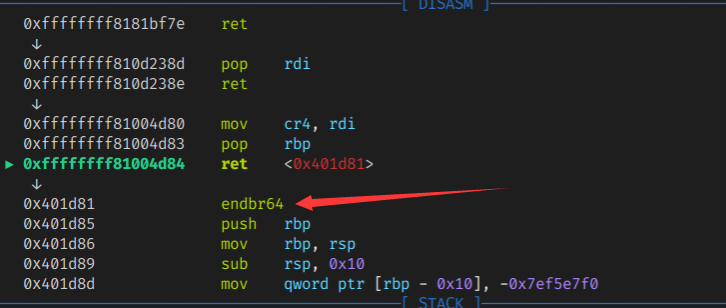 [ DISASM ]
0xffffffff8181bf7e ret
↓
0xffffffff810d238d pop rdi
0xffffffff810d238e ret
↓
0xffffffff81004d80 mov cr4, rdi
0xffffffff81004d83 pop rbp
► 0xffffffff81004d84 ret <0x401d81>
↓
0x401d81 endbr64
0x401d85 push rbp
0x401d86 mov rbp, rsp
0x401d89 sub rsp, 0x10
0x401d8d mov qword ptr [rbp - 0x10], -0x7ef5e7f0
[ STACK ]